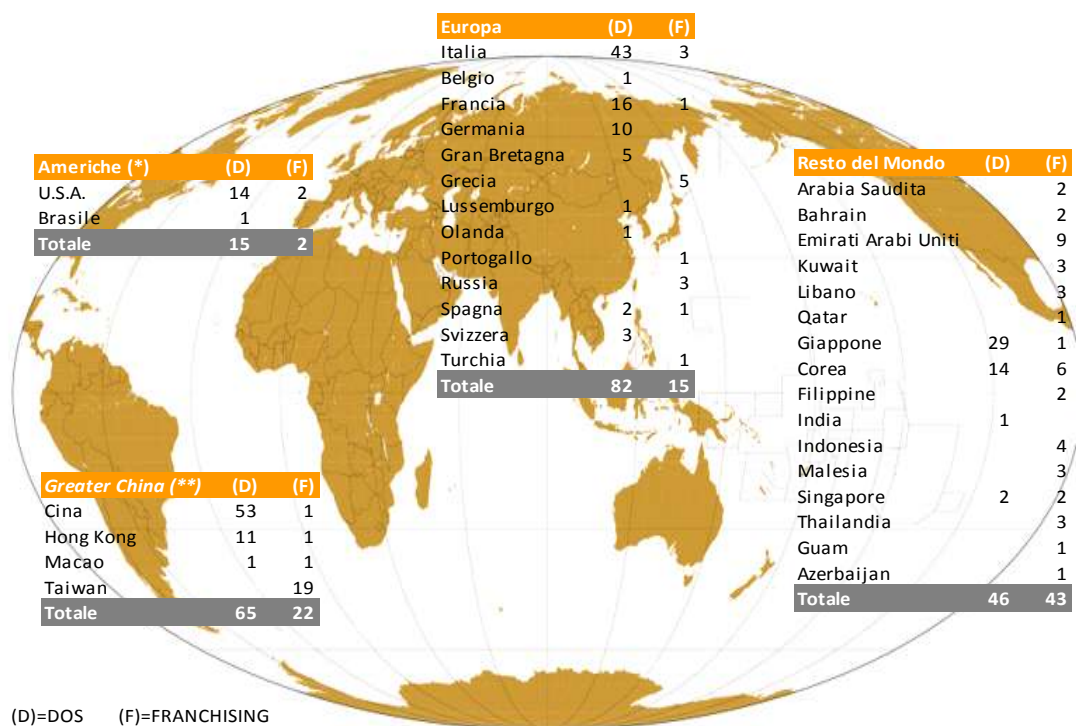 Europa (D) (F)
Italia 43 3
Belgio 1
Francia 16 1
Germania 10
Gran Bretagna 5
Grecia 5
Lussemburgo 1
Olanda 1
Portogallo 1
Russia 3
Spagna 2 1
Svizzera 3
Turchia 1
Totale 82 15
Americhe (*) (D) (F)
U.S.A. 14 2
Brasile 1
Totale 15 2
Resto del Mondo (D) (F)
Arabia Saudita 2
Bahrain 2
Emirati Arabi Uniti 9
Kuwait 3
Libano 3
Qatar 1
Giappone 29 1
Corea 14 6
Filippine 2
India 1
Indonesia 4
Malesia 3
Singapore 2 2
Thailandia 3
Guam 1
Azerbaijan 1
Totale 46 43
Greater China (**) (D) (F)
Cina 53 1
Hong Kong 11 1
Macao 1 1
Taiwan 19
Totale 65 22
(D)=DOS (F)=FRANCHISING